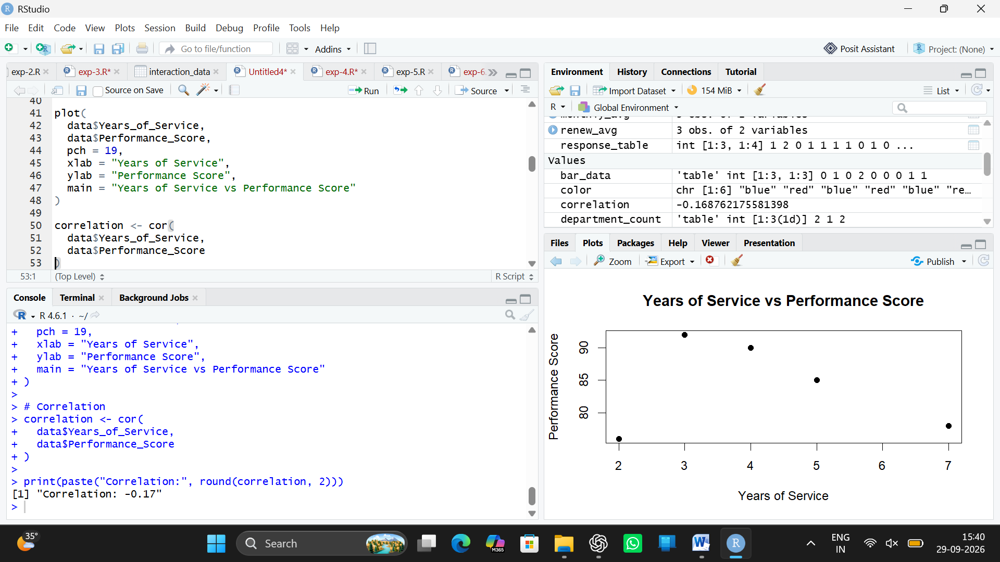 RStudio
File Edit Code View Plots Session Build Debug Profile Tools Help
Go to file/function Addins Posit Assistant Project: (None)
exp-2.R exp-3.R* interaction_data Untitled4* exp-4.R* exp-5.R exp-6.
Source on Save Run Source
40
41 plot(
42 data$Years_of_Service,
43 data$Performance_Score,
44 pch = 19,
45 xlab = "Years of Service",
46 ylab = "Performance Score",
47 main = "Years of Service vs Performance Score"
48 )
49
50 correlation <- cor(
51 data$Years_of_Service,
52 data$Performance_Score
53 )
53:1 (Top Level) R Script
Console Terminal Background Jobs
R 4.6.1 · ~/
+ pch = 19,
+ xlab = "Years of Service",
+ ylab = "Performance Score",
+ main = "Years of Service vs Performance Score"
+ )
>
> # Correlation
> correlation <- cor(
+ data$Years_of_Service,
+ data$Performance_Score
+ )
>
> print(paste("Correlation:", round(correlation, 2)))
[1] "Correlation: -0.17"
>
Environment History Connections Tutorial
Import Dataset 154 MiB List
R Global Environment
renew_avg 3 obs. of 2 variables
response_table int [1:3, 1:4] 1 2 0 1 1 1 1 0 1 0 ...
Values
bar_data 'table' int [1:3, 1:3] 0 1 0 2 0 0 0 1 1
color chr [1:6] "blue" "red" "blue" "red" "blue" "re…
correlation -0.168762175581398
department_count 'table' int [1:3(1d)] 2 1 2
Files Plots Packages Help Viewer Presentation
Zoom Export Publish
Years of Service vs Performance Score
Performance Score
90
85
80
2 3 4 5 6 7
Years of Service
35°
Search
M365
ENG
IN
15:40
29-09-2026